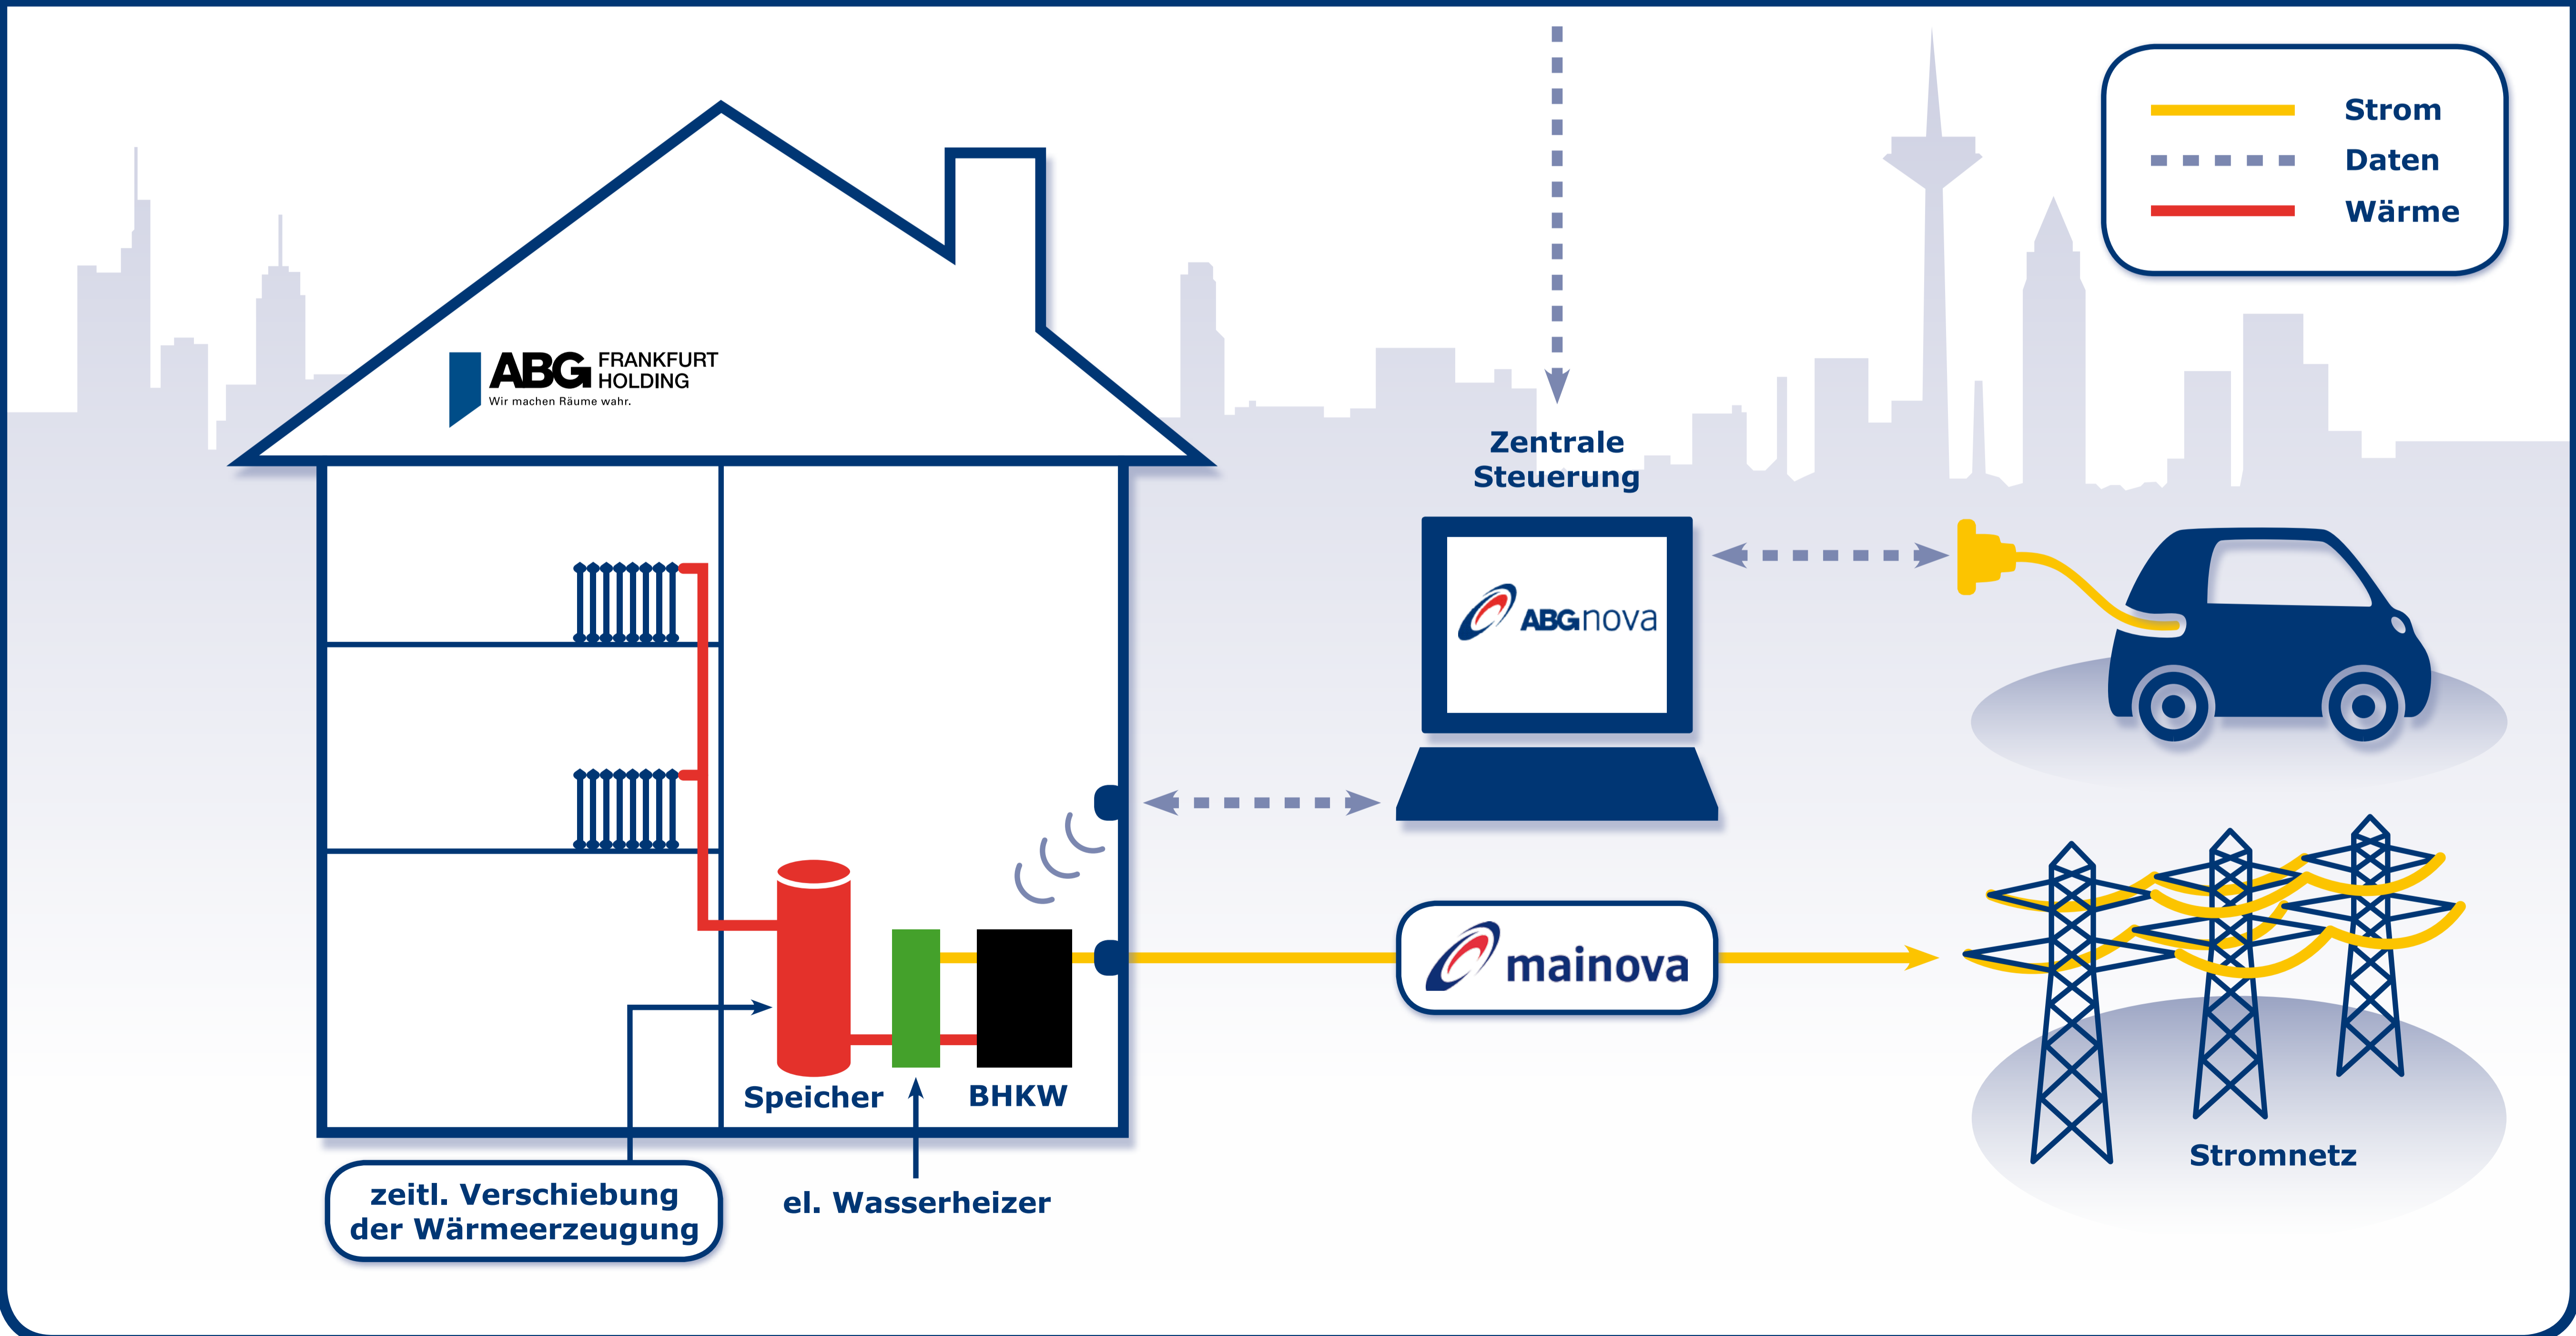 ABG FRANKFURT
HOLDING
Wir machen Räume wahr.
Strom
Daten
Wärme
Zentrale
Steuerung
ABGnova
mainova
Speicher
BHKW
Stromnetz
zeitl. Verschiebung
der Wärmeerzeugung
el. Wasserheizer